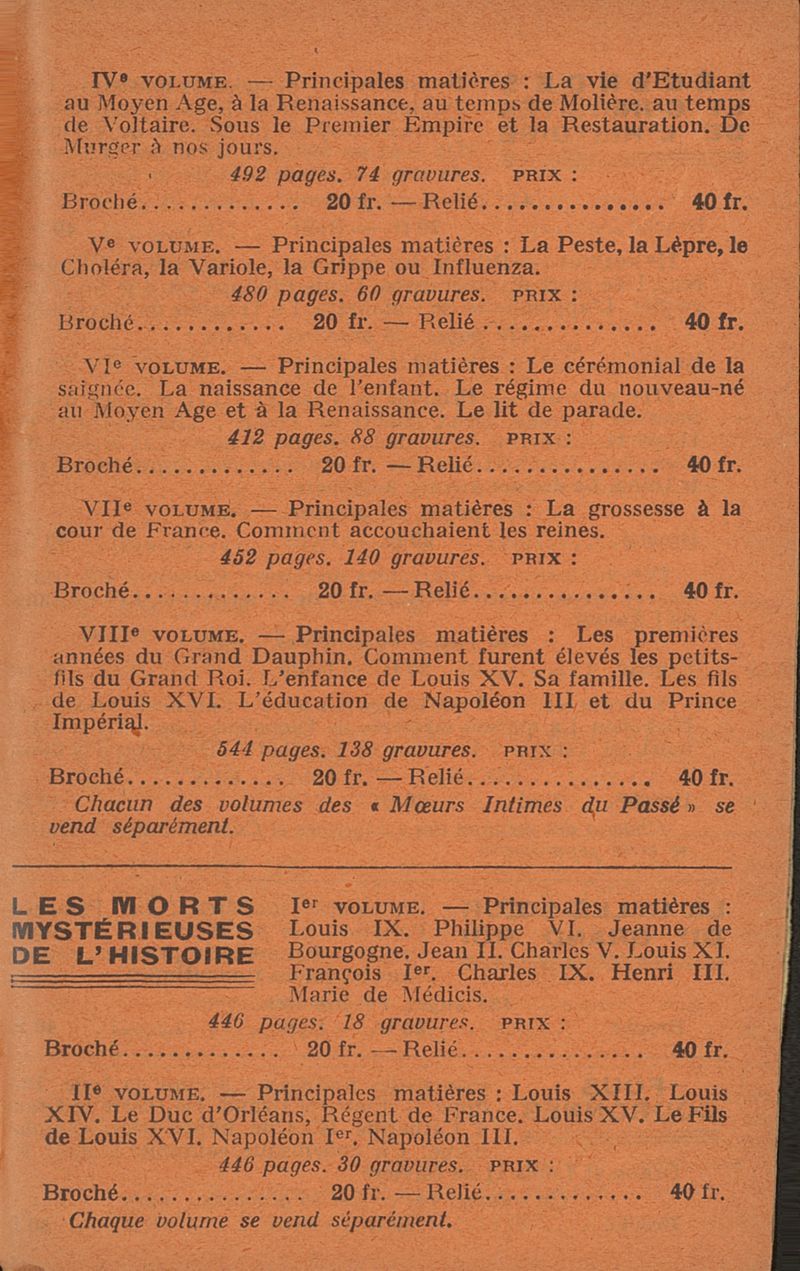 IVe VOLUME. — Principales matières : La vie d'Etudiant
au Moyen Age, à la Renaissance, au temps de Molière. au temps
de Voltaire. Sous le Premier Empire et la Restauration. De
Murger à nos jours.
492 pages. 74 gravures. PRIX :
Broché.............. 20 fr. — Relié............... 40 fr.
Ve VOLUME. — Principales matières : La Peste, la Lèpre, le
Choléra, la Variole, la Grippe ou Influenza.
480 pages. 60 gravures. PRIX :
Broché............. 20 fr. — Relié .............. 40 fr.
VIe VOLUME. — Principales matières : Le cérémonial de la
saignée. La naissance de l'enfant. Le régime du nouveau-né
au Moyen Age et à la Renaissance. Le lit de parade.
412 pages. 88 gravures. PRIX :
Broché............. 20 fr. — Relié............... 40 fr.
VIIe VOLUME. — Principales matières : La grossesse à la
cour de France. Comment accouchaient les reines.
452 pages. 140 gravures. PRIX :
Broché............. 20 fr. — Relié............... 40 fr.
VIIIe VOLUME. — Principales matières : Les premières
années du Grand Dauphin. Comment furent élevés les petits-
fils du Grand Roi. L'enfance de Louis XV. Sa famille. Les fils
de Louis XVI. L'éducation de Napoléon III et du Prince
Impérial.
544 pages. 138 gravures. PRIX :
Broché............. 20 fr. — Relié............... 40 fr.
Chacun des volumes des « Mœurs Intimes du Passé » se
vend séparément.
LES MORTS
MYSTÉRIEUSES
DE L'HISTOIRE
Ier VOLUME. — Principales matières :
Louis IX. Philippe VI. Jeanne de
Bourgogne. Jean II. Charles V. Louis XI.
François Ier. Charles IX. Henri III.
Marie de Médicis.
446 pages. 18 gravures. PRIX :
Broché............. 20 fr. — Relié............... 40 fr.
IIe VOLUME. — Principales matières : Louis XIII. Louis
XIV. Le Duc d'Orléans, Régent de France. Louis XV. Le Fils
de Louis XVI. Napoléon Ier. Napoléon III.
446 pages. 30 gravures. PRIX :
Broché............... 20 fr. — Relié............. 40 fr.
Chaque volume se vend séparément.